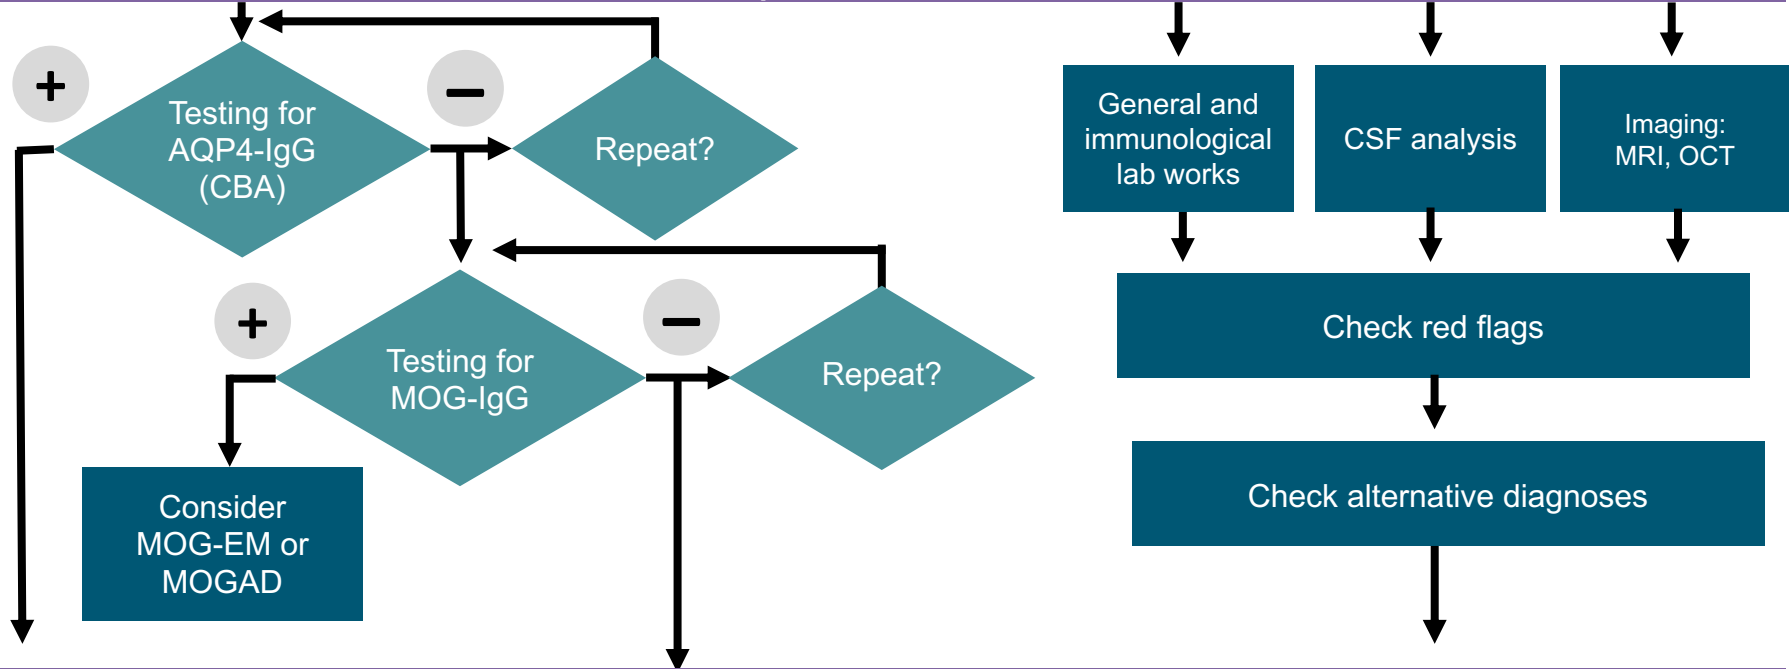 +
Testing for
AQP4-IgG
(CBA)
−
Repeat?
+
Testing for
MOG-IgG
−
Repeat?
Consider
MOG-EM or
MOGAD
General and
immunological
lab works
CSF analysis
Imaging:
MRI, OCT
Check red flags
Check alternative diagnoses